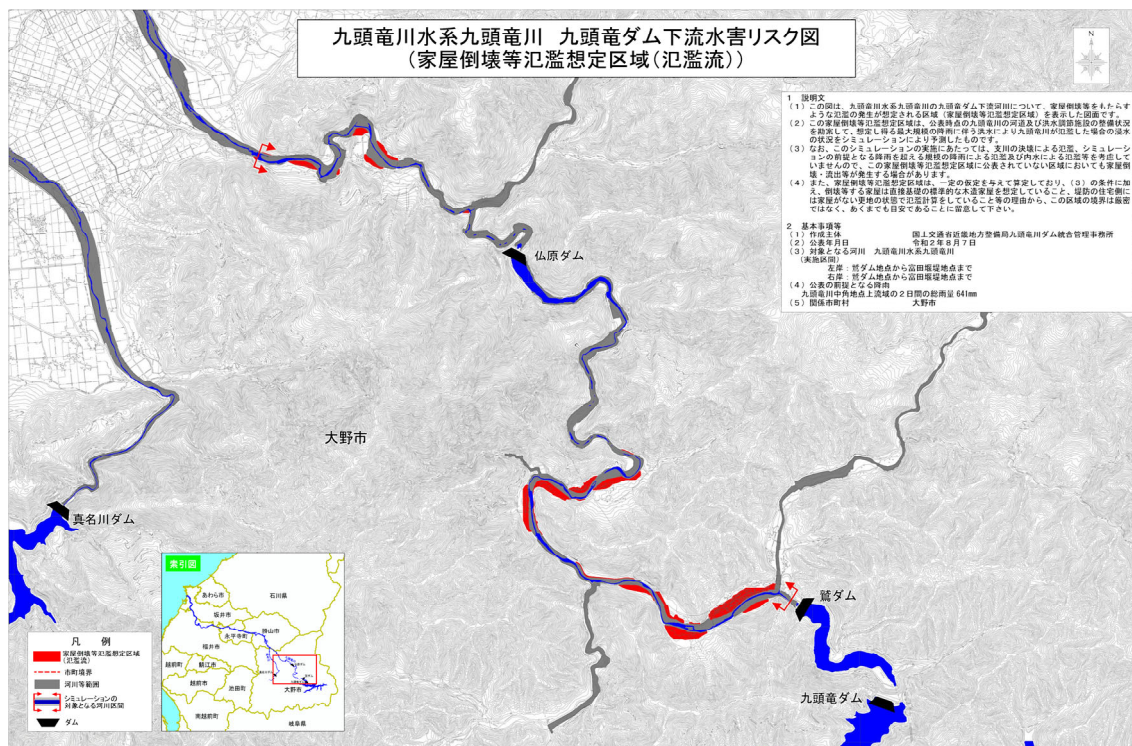 九頭竜川水系九頭竜川 九頭竜ダム下流水害リスク図
(家屋倒壊等氾濫想定区域(氾濫流))
N
1 説明文
(1)この図は、九頭竜川水系九頭竜川の九頭竜ダム下流河川について、家屋倒壊等をもたらす
ような氾濫の発生が想定される区域(家屋倒壊等氾濫想定区域)を表示した図面です。
(2)この家屋倒壊等氾濫想定区域は、公表時点の九頭竜川の河道及び洪水調節施設の整備状況
を勘案して、想定し得る最大規模の降雨に伴う洪水により九頭竜川が氾濫した場合の浸水
の状況をシミュレーションにより予測したものです。
(3)なお、このシミュレーションの実施にあたっては、支川の決壊による氾濫、シミュレーシ
ョンの前提となる降雨を超える規模の降雨による氾濫及び内水による氾濫等を考慮して
いませんので、この家屋倒壊等氾濫想定区域に公表されていない区域においても家屋倒
壊・流出等が発生する場合があります。
(4)また、家屋倒壊等氾濫想定区域は、一定の仮定を与えて算定しており、(3)の条件に加
え、倒壊等する家屋は直接基礎の標準的な木造家屋を想定していること、堤防の住宅側に
は家屋がない更地の状態で氾濫計算をしていること等の理由から、この区域の境界は厳密
ではなく、あくまでも目安であることに留意して下さい。
2 基本事項等
(1)作成主体 国土交通省近畿地方整備局九頭竜川ダム統合管理事務所
(2)公表年月日 令和2年8月7日
(3)対象となる河川 九頭竜川水系九頭竜川
(実施区間)
左岸:鷲ダム地点から富田堰堤地点まで
右岸:鷲ダム地点から富田堰堤地点まで
(4)公表の前提となる降雨
九頭竜川中角地点上流域の2日間の総雨量 641mm
(5)関係市町村 大野市
仏原ダム
大野市
真名川ダム
鷲ダム
九頭竜ダム
索引図
石川県
あわら市
坂井市
勝山市
永平寺町
福井市
越前町
鯖江市
越前市
池田町
大野市
南越前町
岐阜県
凡 例
家屋倒壊等氾濫想定区域
(氾濫流)
市町境界
河川等範囲
シミュレーションの
対象となる河川区間
ダム